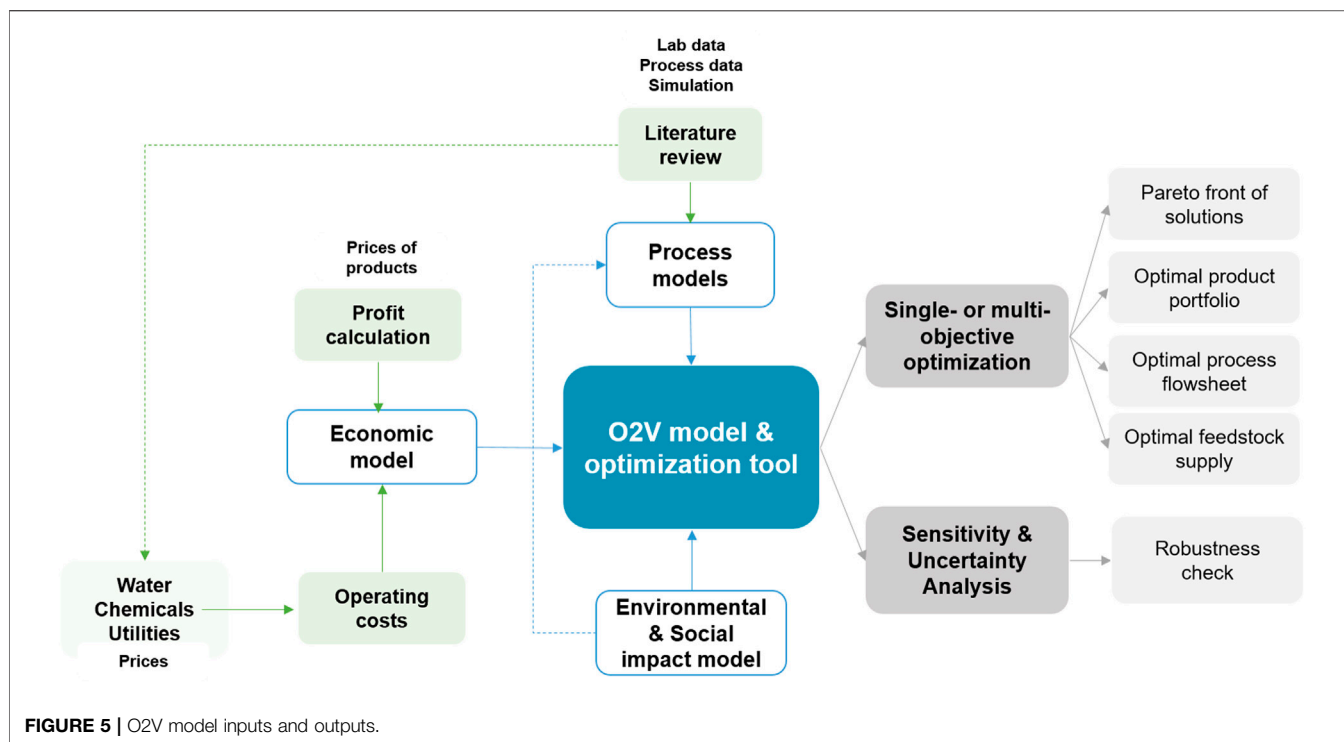 Lab data
Process data
Simulation
Literature
review
Process
models
Prices of
products
Profit
calculation
Economic
model
O2V model &
optimization tool
Water
Chemicals
Utilities
Prices
Operating
costs
Environmental
& Social
impact model
Single- or multi-
objective
optimization
Sensitivity &
Uncertainty
Analysis
Pareto front of
solutions
Optimal product
portfolio
Optimal process
flowsheet
Optimal feedstock
supply
Robustness
check
FIGURE 5 | O2V model inputs and outputs.